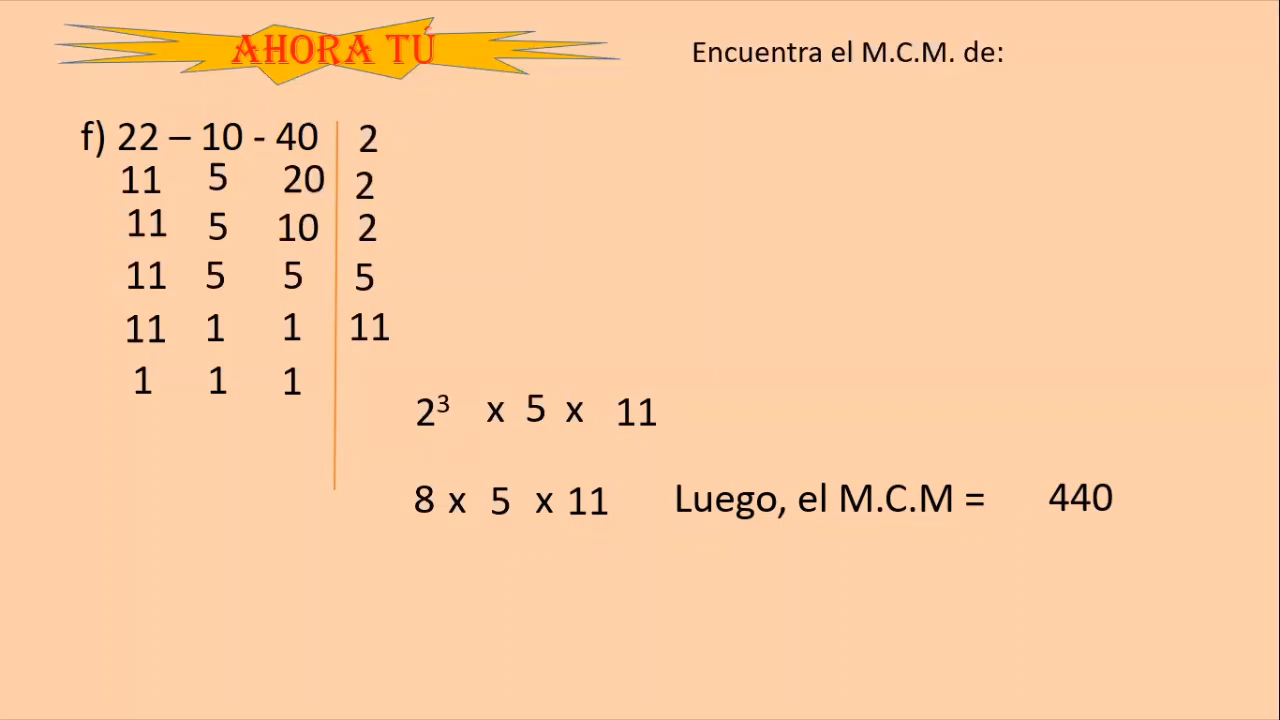 AHORA TÚ
Encuentra el M.C.M. de:
f) 22 – 10 - 40 2
11 5 20 2
11 5 10 2
11 5 5 5
11 1 1 11
1 1 1
2³ x 5 x 11
8 x 5 x 11 Luego, el M.C.M = 440